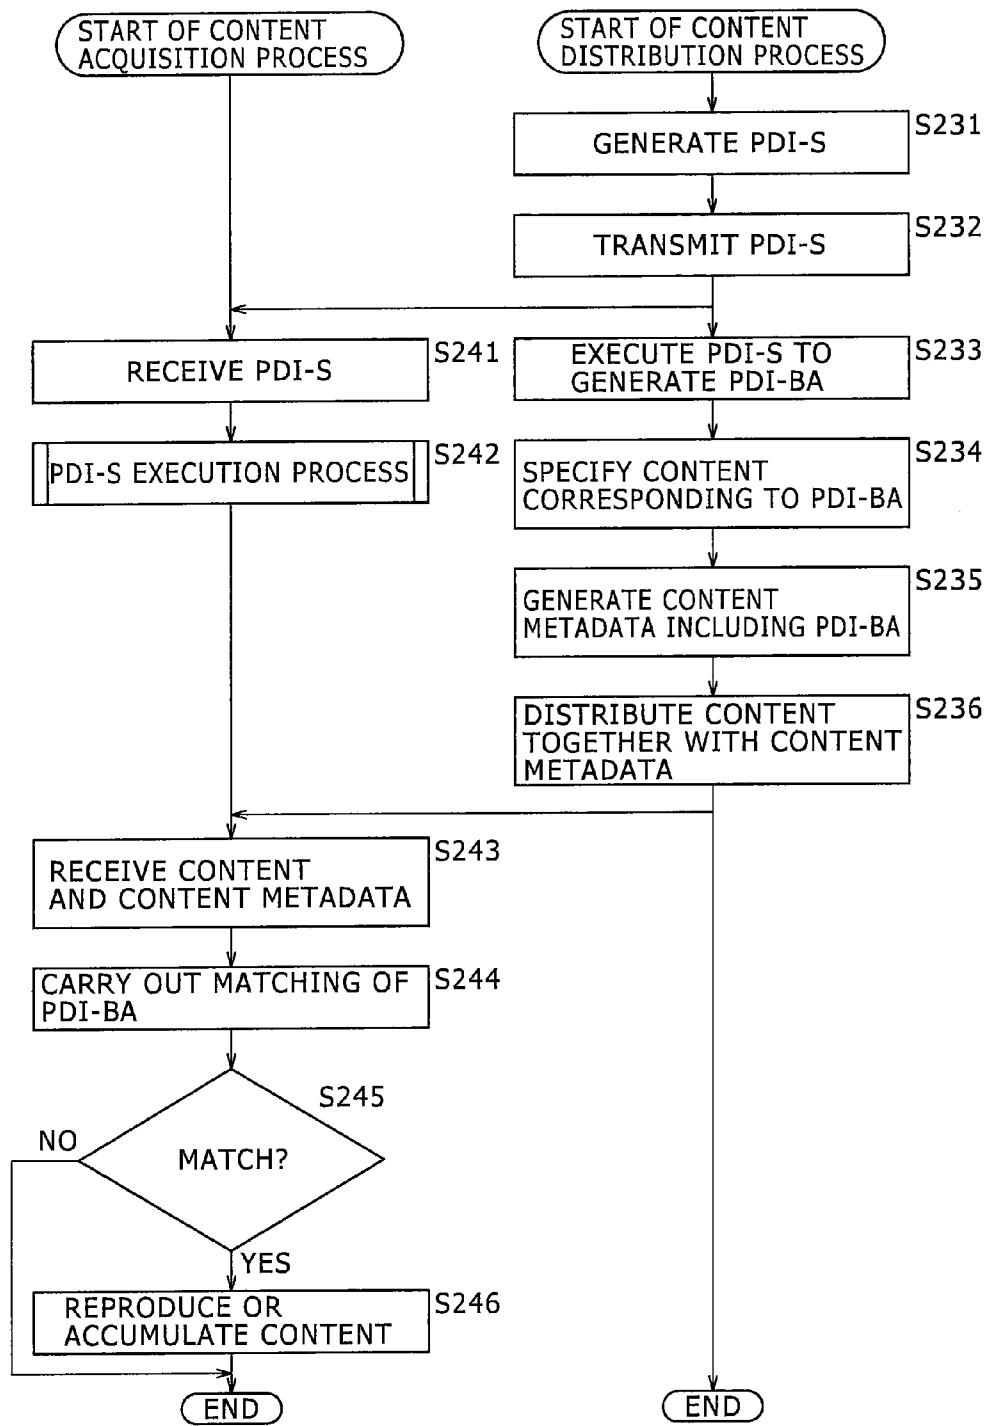 START OF CONTENT
ACQUISITION PROCESS
START OF CONTENT
DISTRIBUTION PROCESS
S231
GENERATE PDI-S
S232
TRANSMIT PDI-S
S241
RECEIVE PDI-S
S233
EXECUTE PDI-S TO
GENERATE PDI-BA
S242
PDI-S EXECUTION PROCESS
S234
SPECIFY CONTENT
CORRESPONDING TO PDI-BA
S235
GENERATE CONTENT
METADATA INCLUDING PDI-BA
S236
DISTRIBUTE CONTENT
TOGETHER WITH CONTENT
METADATA
S243
RECEIVE CONTENT
AND CONTENT METADATA
S244
CARRY OUT MATCHING OF
PDI-BA
S245
NO
MATCH?
YES
S246
REPRODUCE OR
ACCUMULATE CONTENT
END
END